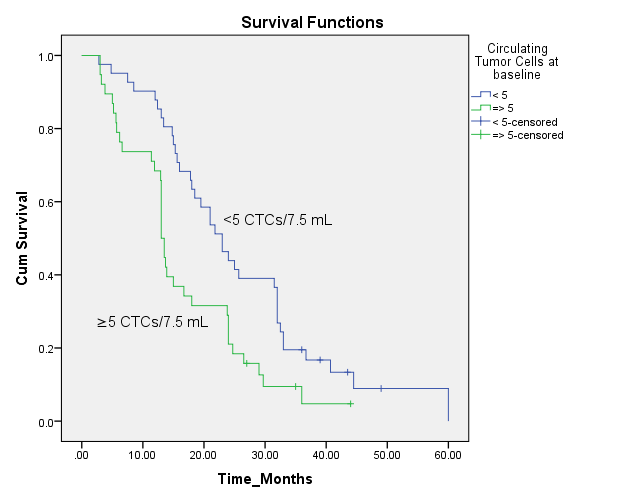 Survival Functions
Circulating
Tumor Cells at
baseline
< 5
=> 5
< 5-censored
=> 5-censored
Cum Survival
1.0
0.8
0.6
0.4
0.2
0.0
<5 CTCs/7.5 mL
≥5 CTCs/7.5 mL
.00 10.00 20.00 30.00 40.00 50.00 60.00
Time_Months